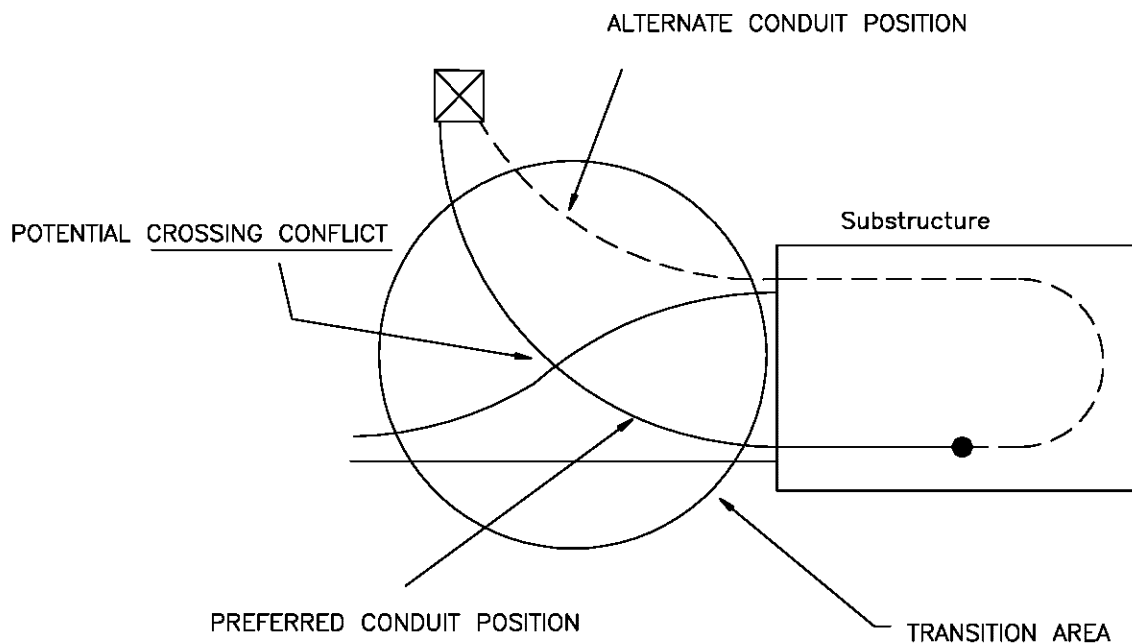 ALTERNATE CONDUIT POSITION
POTENTIAL CROSSING CONFLICT
Substructure
PREFERRED CONDUIT POSITION
TRANSITION AREA